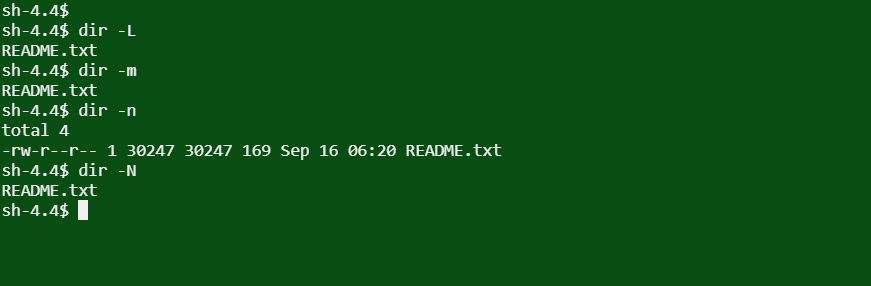 sh-4.4$
sh-4.4$ dir -L
README.txt
sh-4.4$ dir -m
README.txt
sh-4.4$ dir -n
total 4
-rw-r--r-- 1 30247 30247 169 Sep 16 06:20 README.txt
sh-4.4$ dir -N
README.txt
sh-4.4$